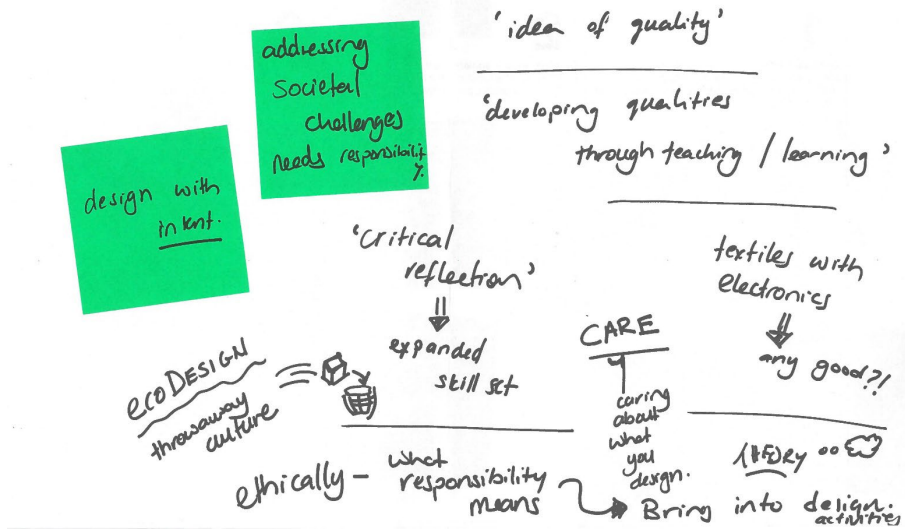 addressing
societal
challenges
needs responsibility
design with
intent.
'idea of quality'
'developing qualities
through teaching / learning'
'critical
reflection'
expanded
skill set
textiles with
electronics
any good?!
ecoDESIGN
throwaway
culture
CARE
caring
about
what
you
design.
ethically – what
responsibility
means
THEORY
Bring into design.
activities